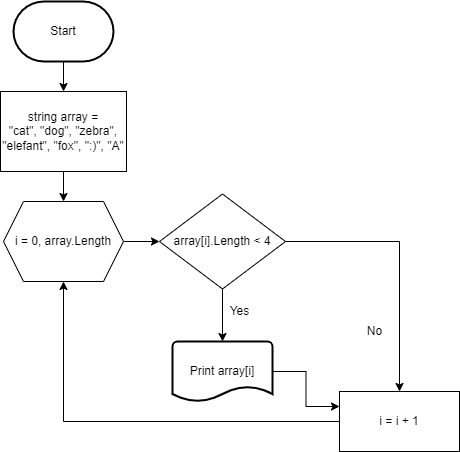 Start
string array =
"cat", "dog", "zebra",
"elefant", "fox", ":)", "A"
i = 0, array.Length
array[i].Length < 4
Yes
No
Print array[i]
i = i + 1